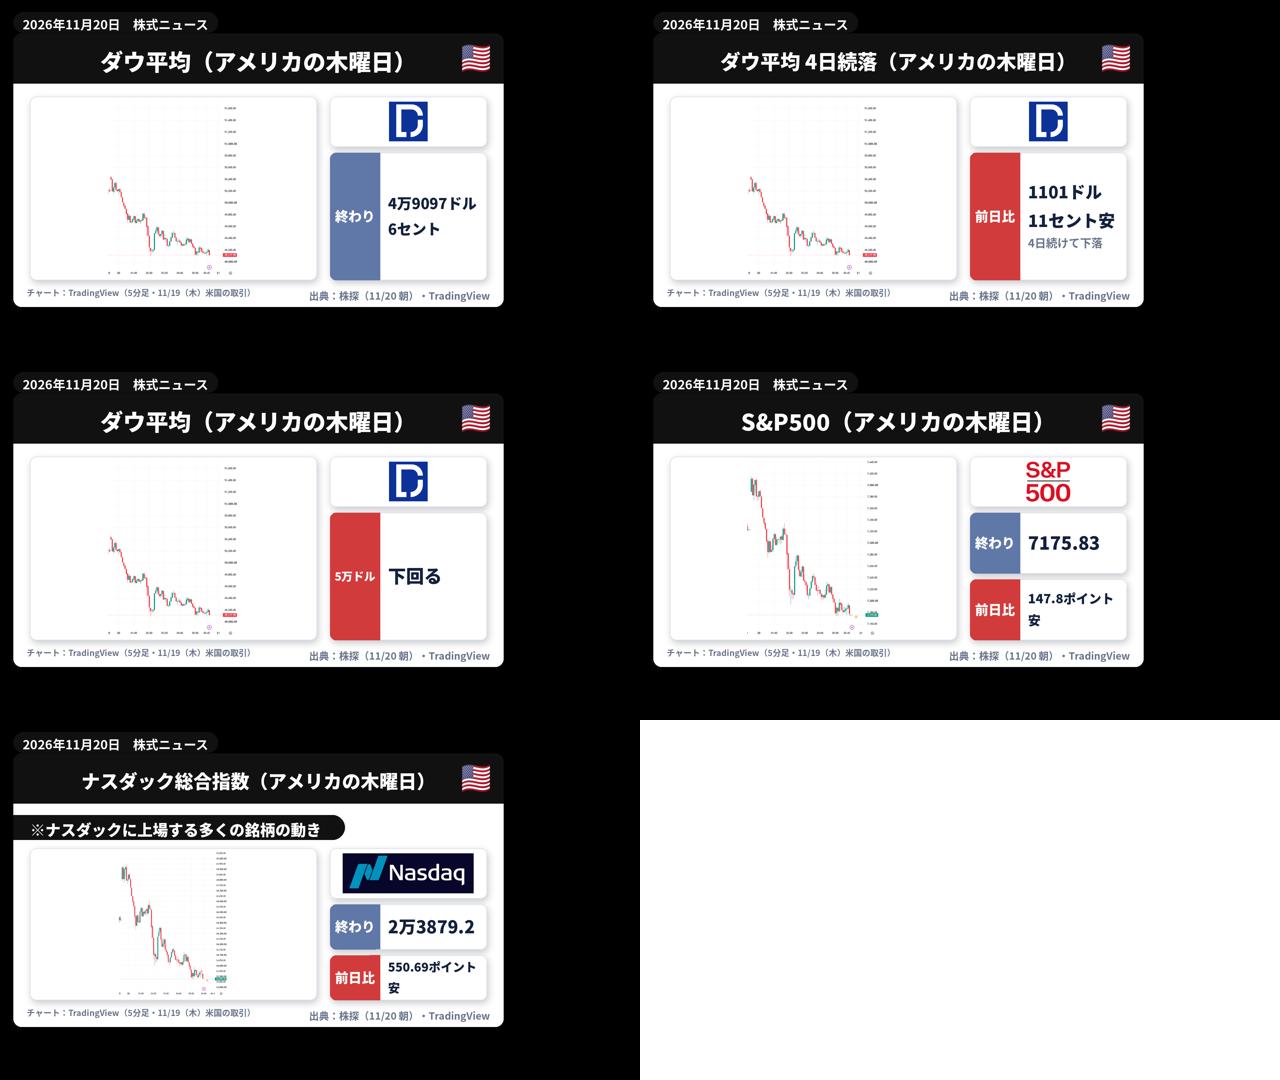 2026年11月20日　株式ニュース
ダウ平均（アメリカの木曜日）
終わり
4万9097ドル
6セント
チャート：TradingView（5分足・11/19（木）米国の取引）
出典：株探（11/20 朝）・TradingView
2026年11月20日　株式ニュース
ダウ平均 4日続落（アメリカの木曜日）
前日比
1101ドル
11セント安
4日続けて下落
チャート：TradingView（5分足・11/19（木）米国の取引）
出典：株探（11/20 朝）・TradingView
2026年11月20日　株式ニュース
ダウ平均（アメリカの木曜日）
5万ドル
下回る
チャート：TradingView（5分足・11/19（木）米国の取引）
出典：株探（11/20 朝）・TradingView
2026年11月20日　株式ニュース
S&P500（アメリカの木曜日）
S&P
500
終わり
7175.83
前日比
147.8ポイント
安
チャート：TradingView（5分足・11/19（木）米国の取引）
出典：株探（11/20 朝）・TradingView
2026年11月20日　株式ニュース
ナスダック総合指数（アメリカの木曜日）
※ナスダックに上場する多くの銘柄の動き
Nasdaq
終わり
2万3879.2
前日比
550.69ポイント
安
チャート：TradingView（5分足・11/19（木）米国の取引）
出典：株探（11/20 朝）・TradingView